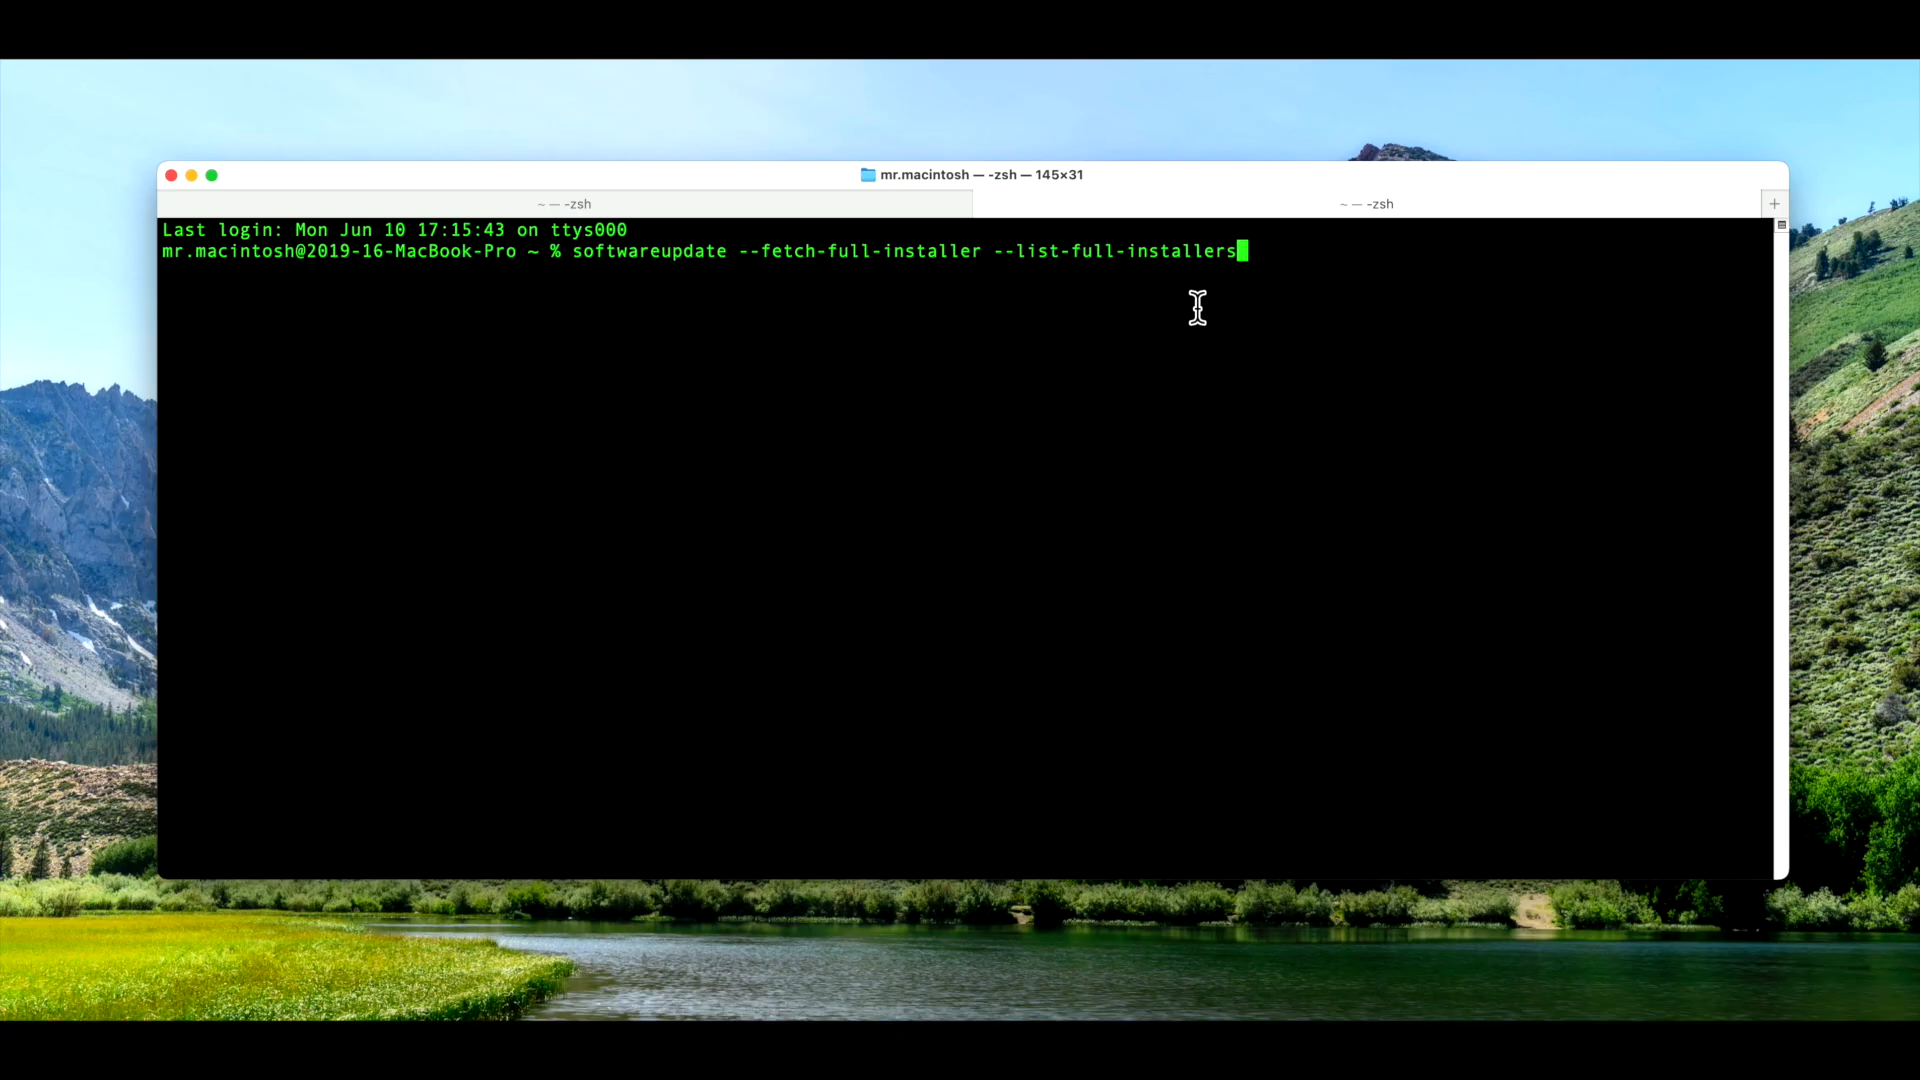 mr.macintosh — -zsh — 145×31
~ — -zsh
~ — -zsh
Last login: Mon Jun 10 17:15:43 on ttys000
mr.macintosh@2019-16-MacBook-Pro ~ % softwareupdate --fetch-full-installer --list-full-installers